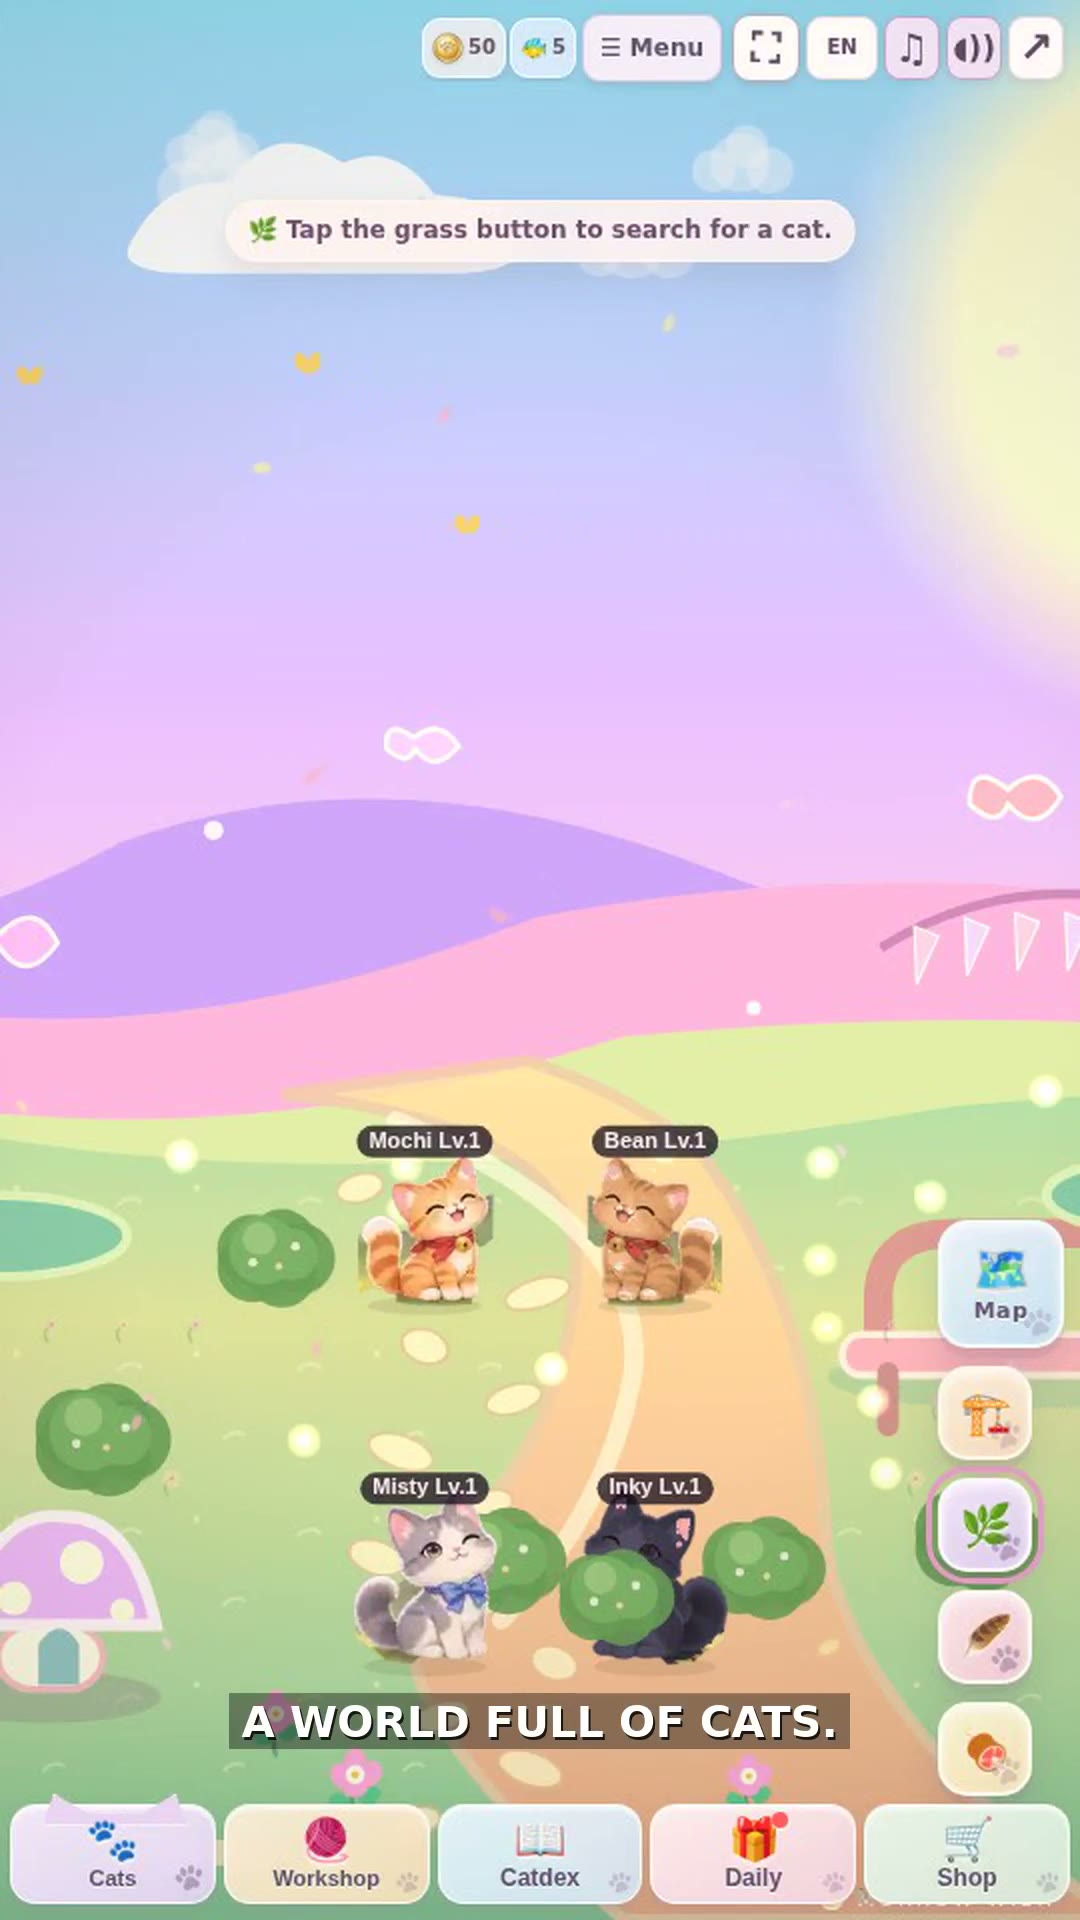 50
5
☰ Menu
EN
Tap the grass button to search for a cat.
Mochi Lv.1
Bean Lv.1
Map
Misty Lv.1
Inky Lv.1
A WORLD FULL OF CATS.
Cats
Workshop
Catdex
Daily
Shop